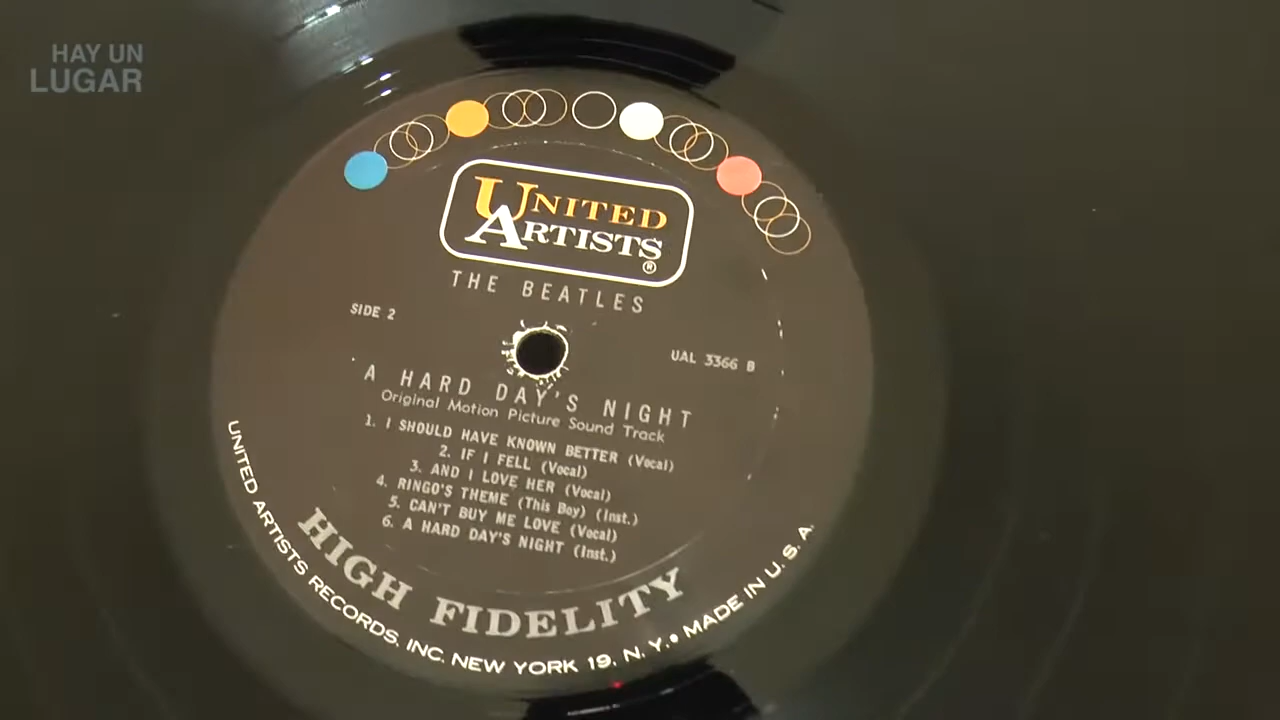 HAY UN
LUGAR
UNITED
ARTISTS
®
THE BEATLES
SIDE 2
UAL 3366 B
A HARD DAY'S NIGHT
Original Motion Picture Sound Track
1. I SHOULD HAVE KNOWN BETTER (Vocal)
2. IF I FELL (Vocal)
3. AND I LOVE HER (Vocal)
4. RINGO'S THEME (This Boy) (Inst.)
5. CAN'T BUY ME LOVE (Vocal)
6. A HARD DAY'S NIGHT (Inst.)
HIGH FIDELITY
UNITED ARTISTS RECORDS, INC. NEW YORK 19, N. Y. • MADE IN U. S. A.